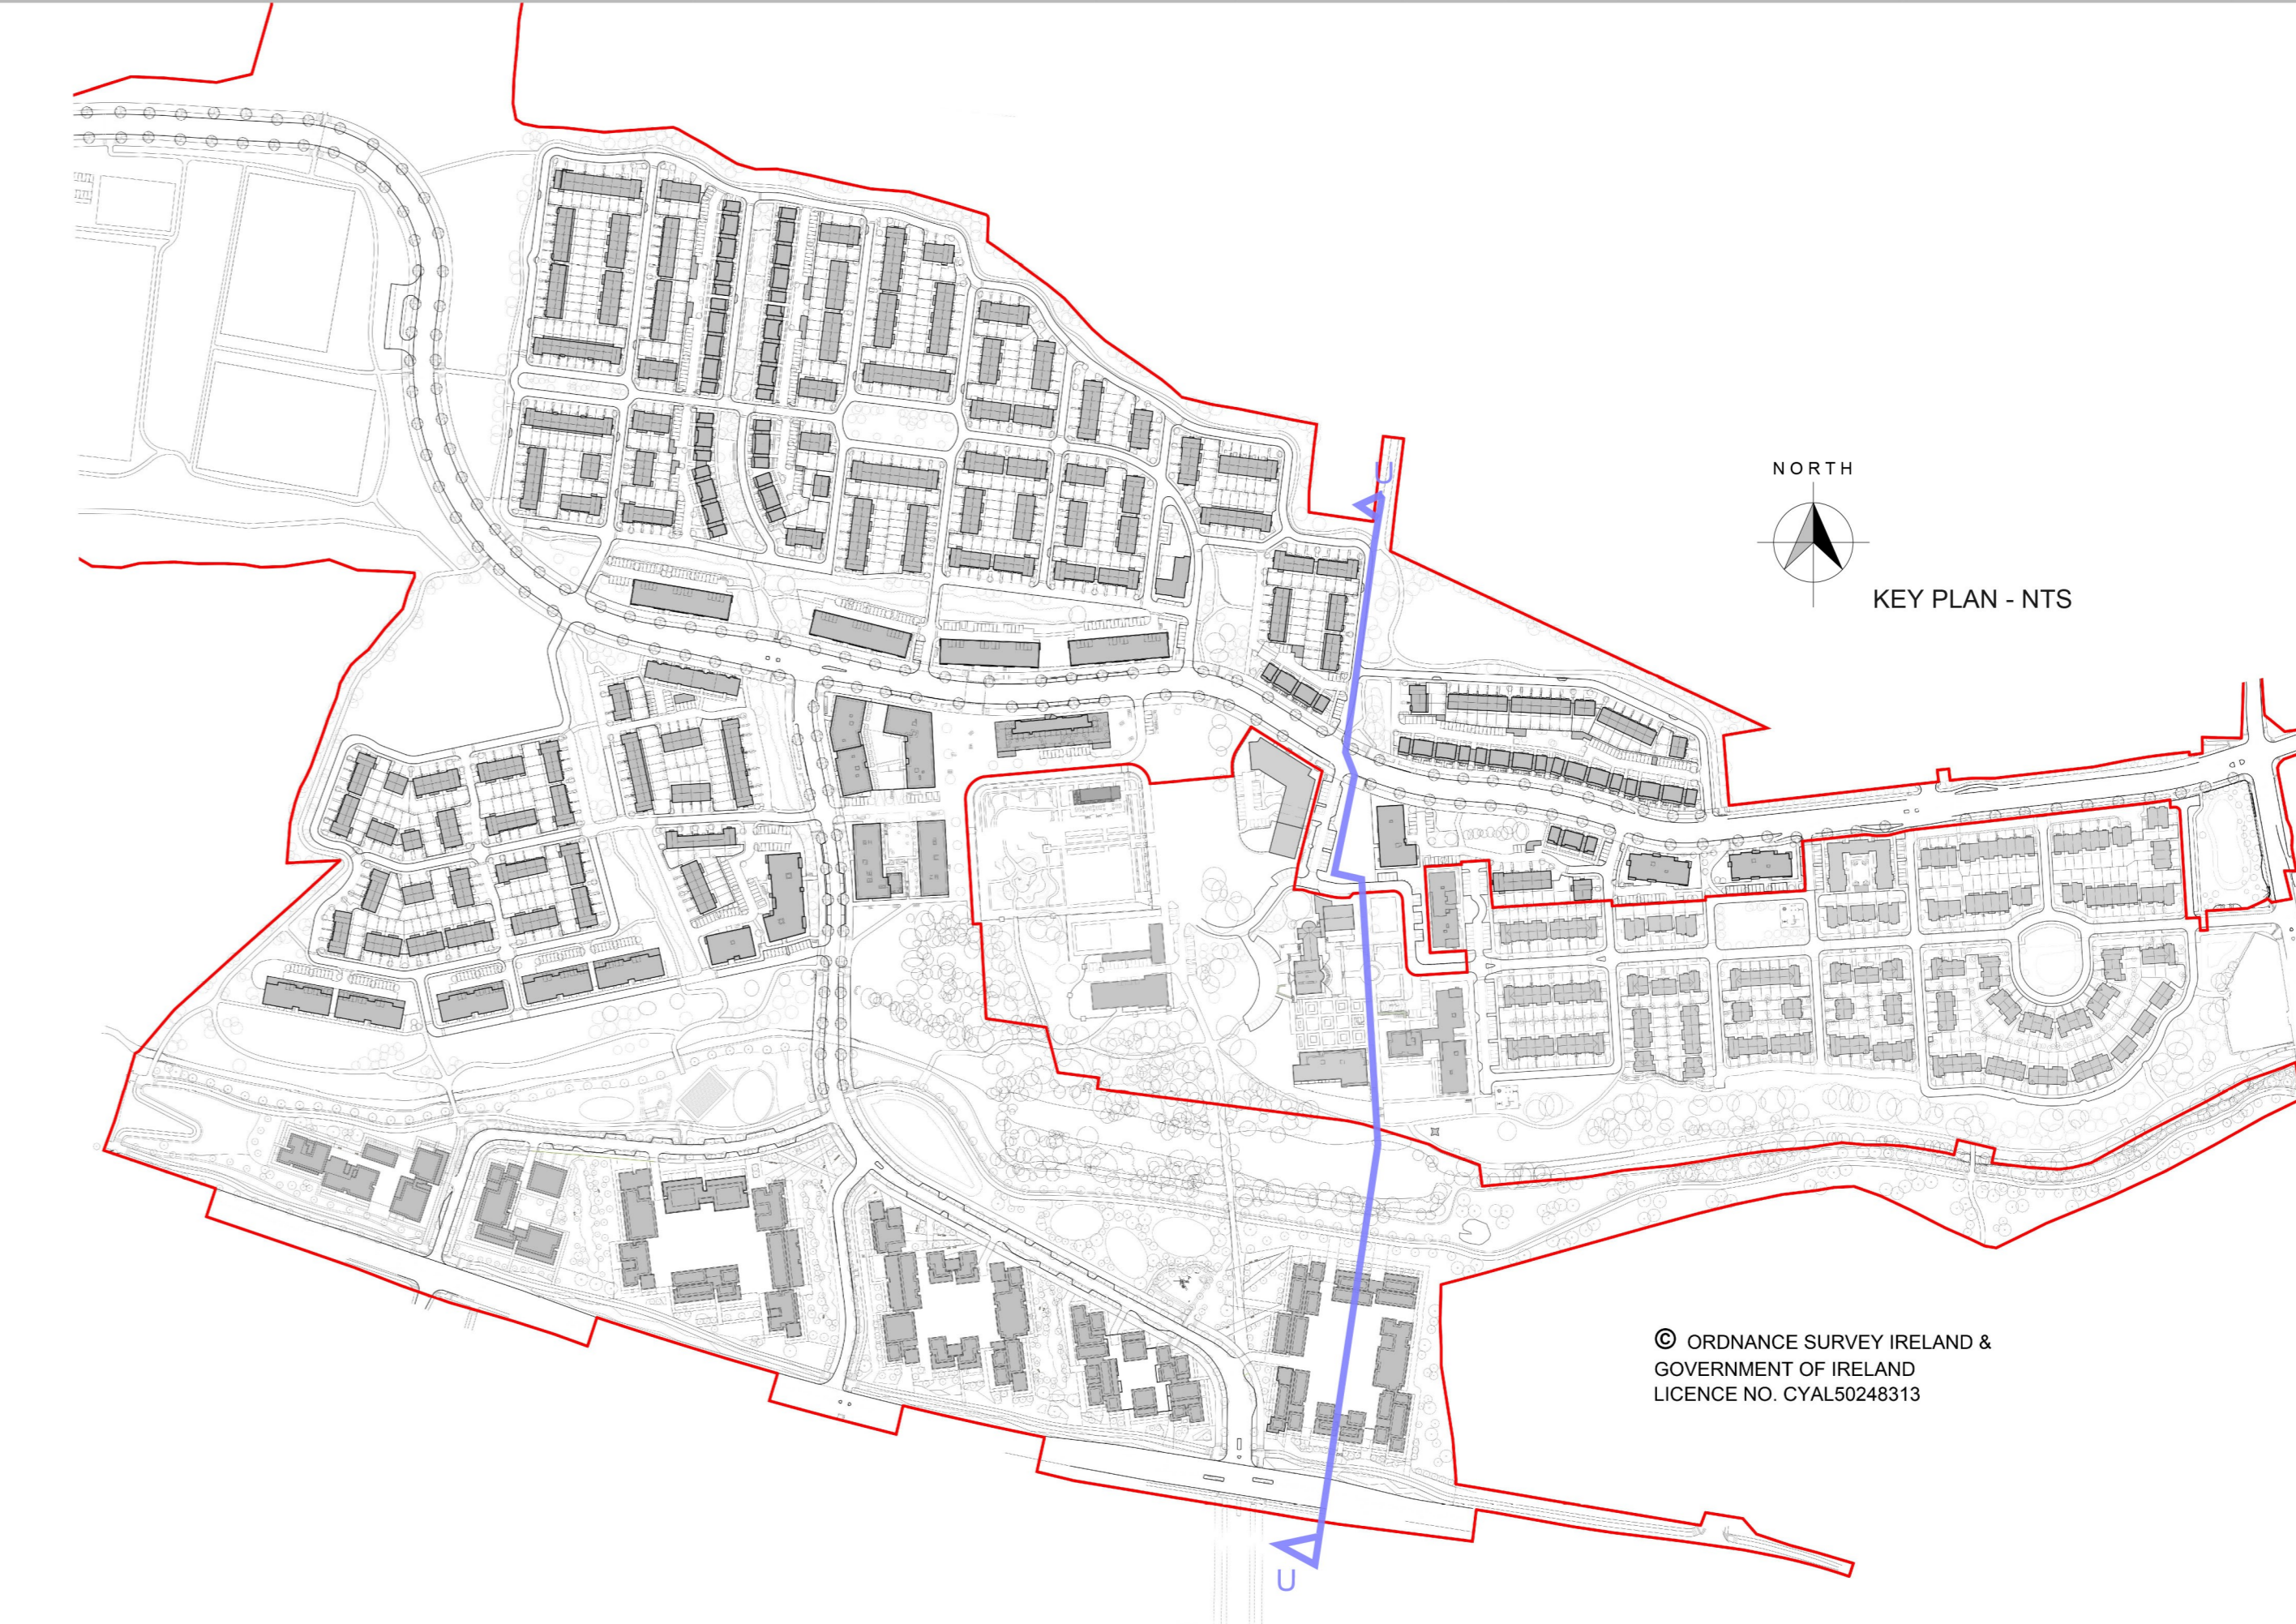 U
NORTH
KEY PLAN - NTS
© ORDNANCE SURVEY IRELAND &
GOVERNMENT OF IRELAND
LICENCE NO. CYAL50248313
U